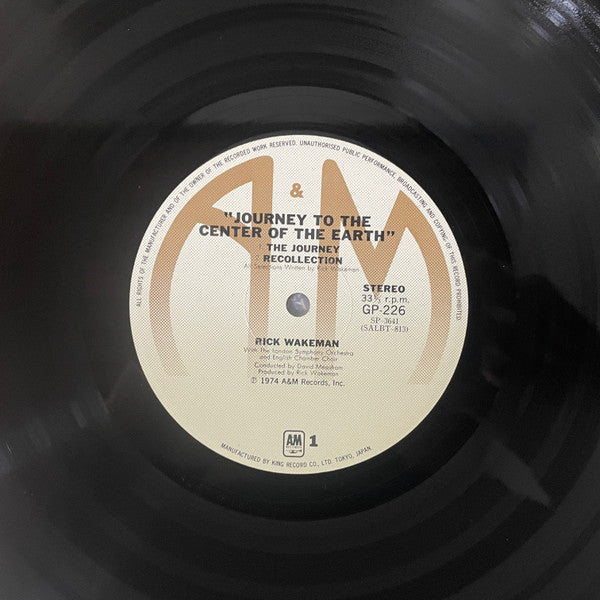 ALL RIGHTS OF THE MANUFACTURER AND OF THE OWNER OF THE RECORDED WORK RESERVED. UNAUTHORISED PUBLIC PERFORMANCE, BROADCASTING AND COPYING OF THIS RECORD PROHIBITED.
A & M
"JOURNEY TO THE
CENTER OF THE EARTH"
1 THE JOURNEY
2 RECOLLECTION
All Selections Written by Rick Wakeman
STEREO
33⅓ r.p.m.
GP-226
SP-3641
(SALBT-813)
RICK WAKEMAN
With The London Symphony Orchestra
and English Chamber Choir
Conducted by David Measham
Produced by Rick Wakeman
℗ 1974 A&M Records, Inc.
AM
1
MANUFACTURED BY KING RECORD CO., LTD. TOKYO, JAPAN